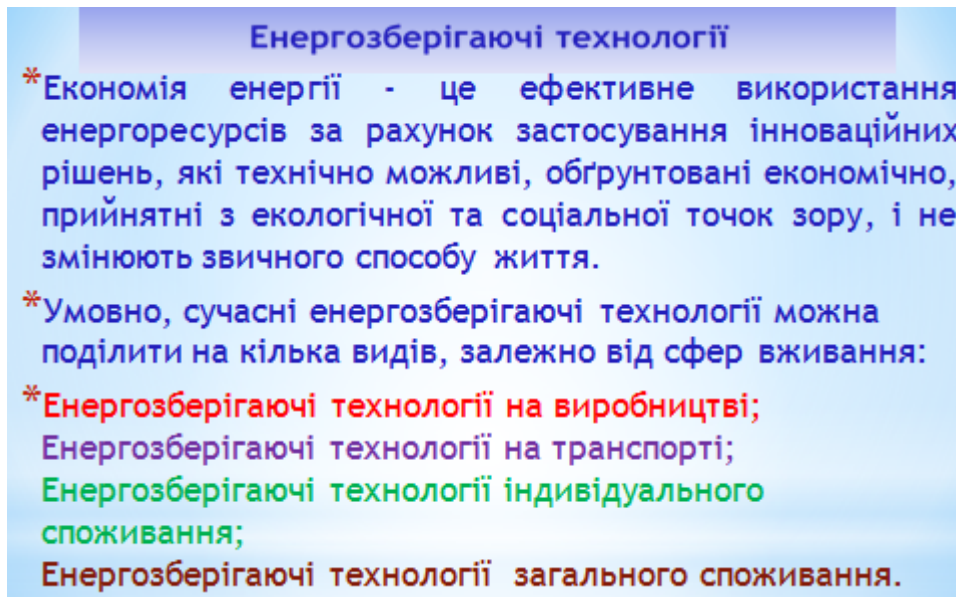 Енергозберігаючі технології
*Економія енергії - це ефективне використання
енергоресурсів за рахунок застосування інноваційних
рішень, які технічно можливі, обґрунтовані економічно,
прийнятні з екологічної та соціальної точок зору, і не
змінюють звичного способу життя.
*Умовно, сучасні енергозберігаючі технології можна
поділити на кілька видів, залежно від сфер вживання:
*Енергозберігаючі технології на виробництві;
Енергозберігаючі технології на транспорті;
Енергозберігаючі технології індивідуального
споживання;
Енергозберігаючі технології загального споживання.